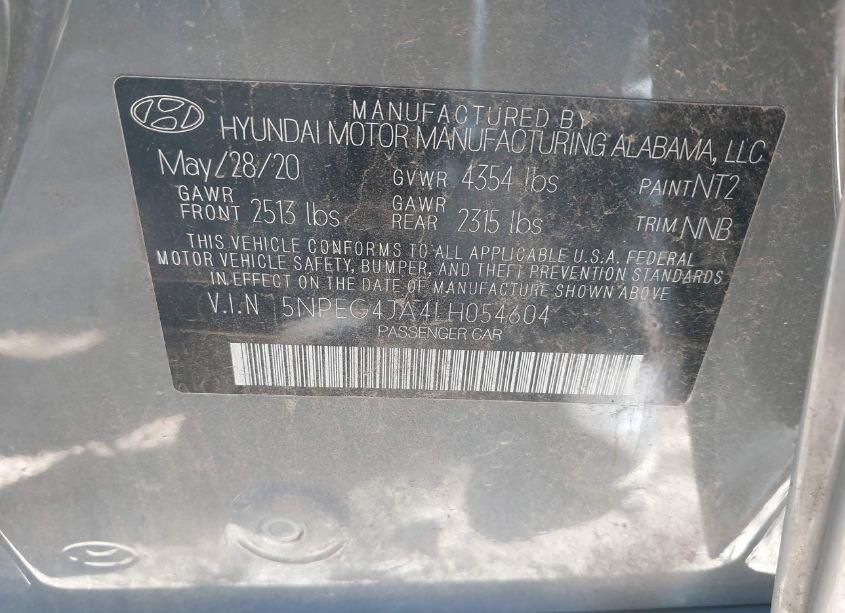 MANUFACTURED BY
HYUNDAI MOTOR MANUFACTURING ALABAMA, LLC
May/28/20 GVWR 4354 lbs PAINT NT2
GAWR FRONT 2513 lbs GAWR REAR 2315 lbs TRIM NNB
THIS VEHICLE CONFORMS TO ALL APPLICABLE U.S.A. FEDERAL
MOTOR VEHICLE SAFETY, BUMPER, AND THEFT PREVENTION STANDARDS
IN EFFECT ON THE DATE OF MANUFACTURE SHOWN ABOVE.
V.I.N 5NPEG4JA4LH054604
PASSENGER CAR